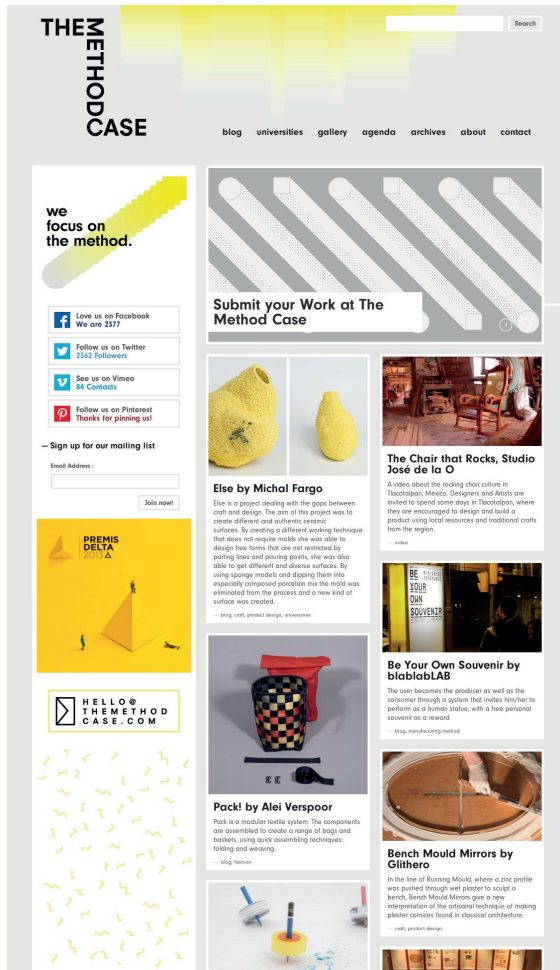 THE
METHOD
CASE
Search
blog universities gallery agenda archives about contact
we
focus on
the method.
Submit your Work at The
Method Case
Love us on Facebook
We are 2377
Follow us on Twitter
2362 Followers
See us on Vimeo
84 Contacts
Follow us on Pinterest
Thanks for pinning us!
— Sign up for our mailing list
Email Address :
Join now!
PREMIS
DELTA
2013
HELLO@
THEMETHOD
CASE.COM
Else by Michal Fargo
Else is a project dealing with the gaps between
craft and design. The aim of this project was to
create different and authentic ceramic
surfaces. By creating a different working technique
that does not require molds she was able to
design free forms that are not restricted by
parting lines and pouring points, she was also
able to get different and diverse surfaces. By
using sponge models and dipping them into
especially composed porcelain mix the mold was
eliminated from the process and a new kind of
surface was created.
— blog, craft, product design, universities
Pack! by Alei Verspoor
Pack is a modular textile system. The components
are assembled to create a range of bags and
baskets, using quick assembling techniques:
folding and weaving.
— blog, fashion
The Chair that Rocks, Studio
José de la O
A video about the rocking chair culture in
Tlacotalpan, México. Designers and Artists are
invited to spend some days in Tlacotalpan, where
they are encouraged to design and build a
product using local resources and traditional crafts
from the region.
— video
BE
YOUR
OWN
SOUVENIR
Be Your Own Souvenir by
blablabLAB
The user becomes the producer as well as the
consumer through a system that invites him/her to
perform as a human statue, with a free personal
souvenir as a reward
— blog, manufacturing method
Bench Mould Mirrors by
Glithero
In the line of Running Mould, where a zinc profile
was pushed through wet plaster to sculpt a
bench, Bench Mould Mirrors give a new
interpretation of the artisanal technique of making
plaster cornices found in classical architecture.
— craft, product design